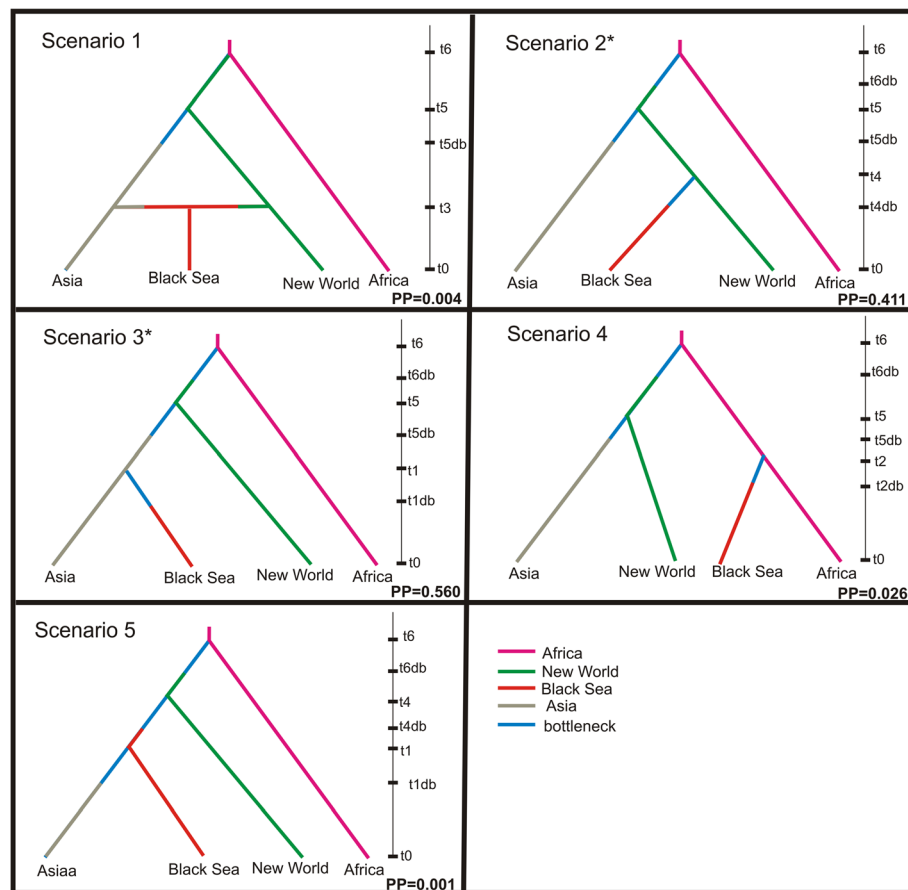 Scenario 1
t6
t5
t5db
t3
t0
Asia
Black Sea
New World
Africa
PP=0.004
Scenario 2*
t6
t6db
t5
t5db
t4
t4db
t0
Asia
Black Sea
New World
Africa
PP=0.411
Scenario 3*
t6
t6db
t5
t5db
t1
t1db
t0
Asia
Black Sea
New World
Africa
PP=0.560
Scenario 4
t6
t6db
t5
t5db
t2
t2db
t0
Asia
New World
Black Sea
Africa
PP=0.026
Scenario 5
t6
t6db
t4
t4db
t1
t1db
t0
Asiaa
Black Sea
New World
Africa
PP=0.001
Africa
New World
Black Sea
Asia
bottleneck